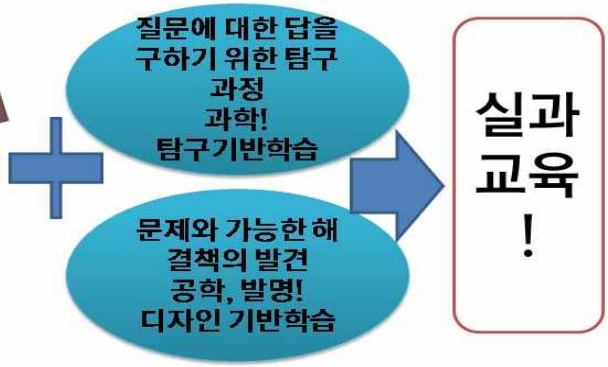 질문에 대한 답을
구하기 위한 탐구
과정
과학!
탐구기반학습
문제와 가능한 해
결책의 발견
공학, 발명!
디자인 기반학습
실과
교육
!